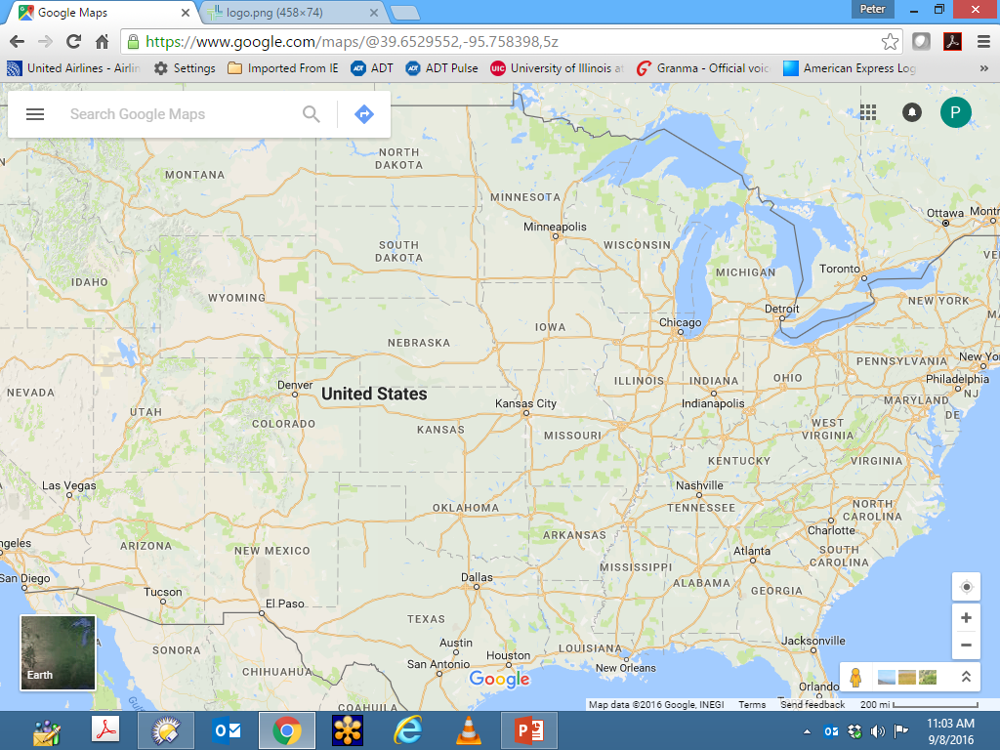 Google Maps
logo.png (458×74)
Peter
https://www.google.com/maps/@39.6529552,-95.758398,5z
United Airlines - Airlin
Settings
Imported From IE
ADT
ADT Pulse
University of Illinois at
Granma - Official voic
American Express Log
Search Google Maps
P
NORTH
DAKOTA
MONTANA
MINNESOTA
Ottawa
Montr
Minneapolis
SOUTH
DAKOTA
WISCONSIN
MICHIGAN
Toronto
VE
IDAHO
WYOMING
NEW YORK
Detroit
MA
Chicago
IOWA
NEBRASKA
PENNSYLVANIA
New Yo
ILLINOIS
INDIANA
OHIO
Philadelphia
Denver
United States
NJ
NEVADA
Kansas City
Indianapolis
MARYLAND
DE
UTAH
COLORADO
KANSAS
MISSOURI
WEST
VIRGINIA
KENTUCKY
VIRGINIA
Las Vegas
Nashville
OKLAHOMA
TENNESSEE
NORTH
CAROLINA
Charlotte
ngeles
ARIZONA
NEW MEXICO
ARKANSAS
Atlanta
SOUTH
CAROLINA
San Diego
MISSISSIPPI
Dallas
ALABAMA
GEORGIA
Tucson
El Paso
TEXAS
Austin
Houston
LOUISIANA
Jacksonville
SONORA
San Antonio
New Orleans
CHIHUAHUA
Earth
Google
Orlando
Gulf
COAHUILA
Map data ©2016 Google, INEGI
Terms
Send feedback
200 mi
11:03 AM
9/8/2016